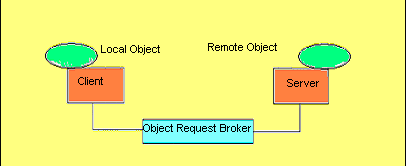 Local Object
Remote Object
Client
Server
Object Request Broker